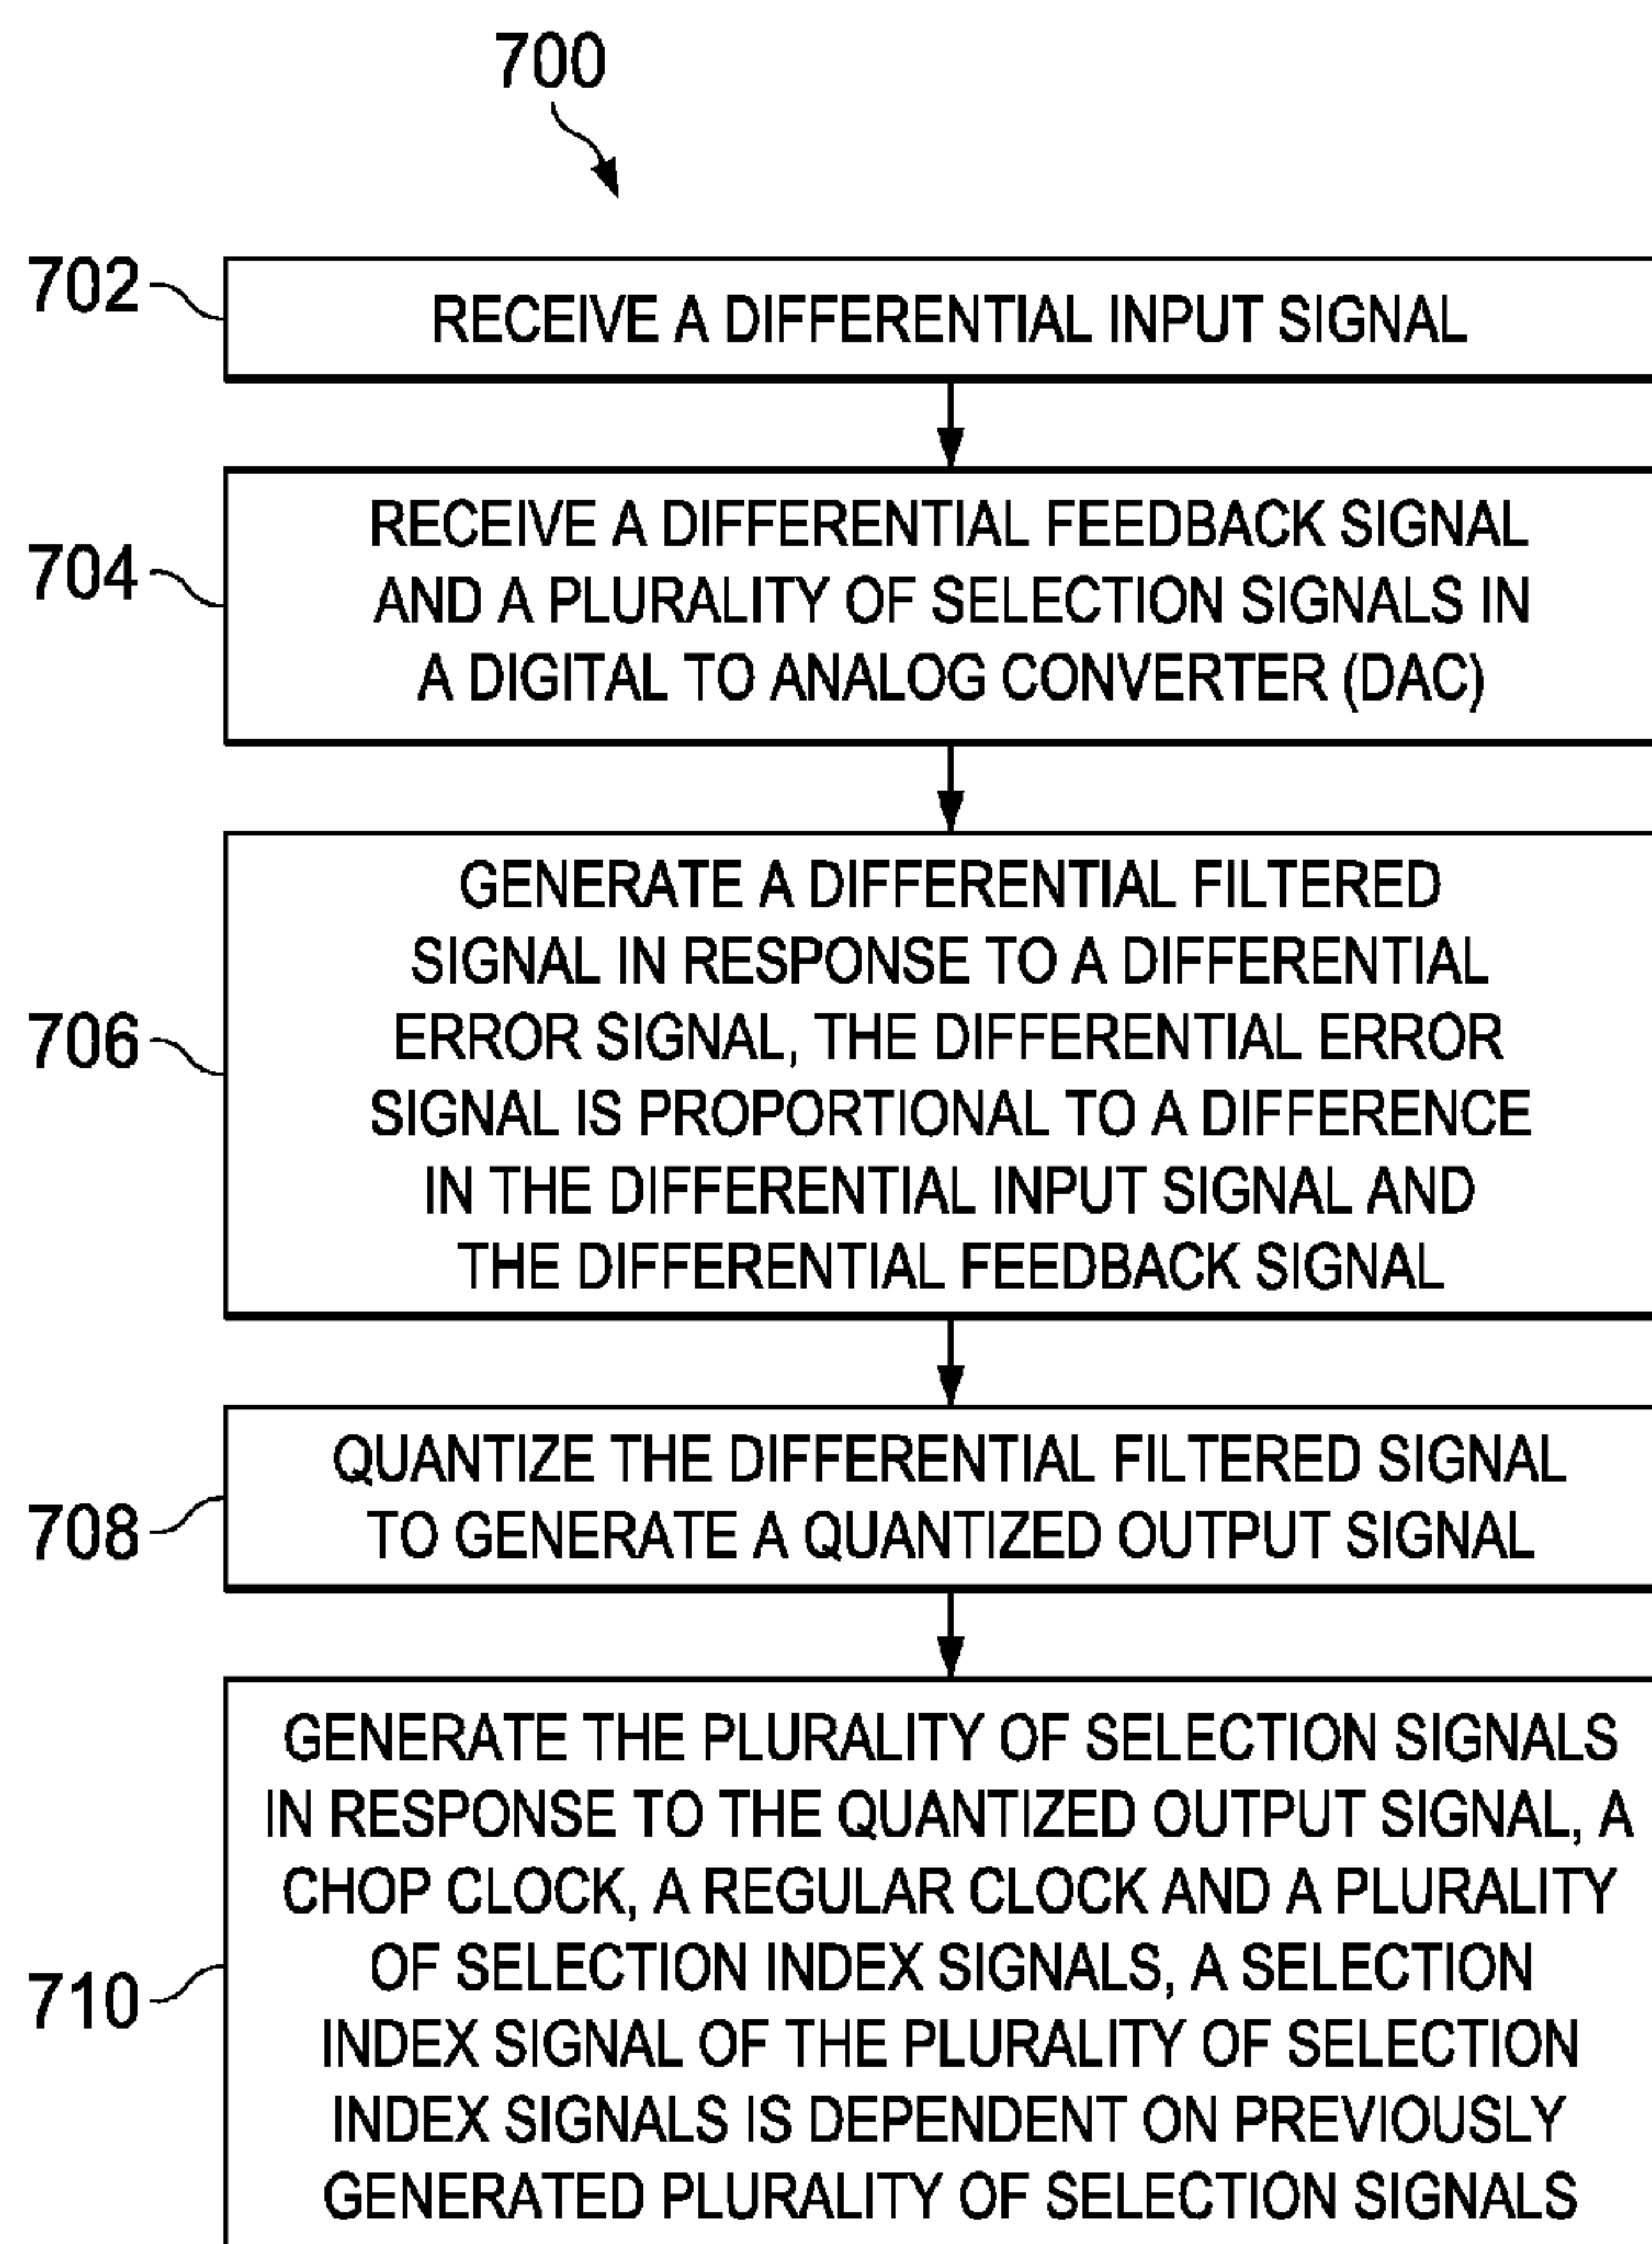 700
702
RECEIVE A DIFFERENTIAL INPUT SIGNAL
704
RECEIVE A DIFFERENTIAL FEEDBACK SIGNAL
AND A PLURALITY OF SELECTION SIGNALS IN
A DIGITAL TO ANALOG CONVERTER (DAC)
706
GENERATE A DIFFERENTIAL FILTERED
SIGNAL IN RESPONSE TO A DIFFERENTIAL
ERROR SIGNAL, THE DIFFERENTIAL ERROR
SIGNAL IS PROPORTIONAL TO A DIFFERENCE
IN THE DIFFERENTIAL INPUT SIGNAL AND
THE DIFFERENTIAL FEEDBACK SIGNAL
708
QUANTIZE THE DIFFERENTIAL FILTERED SIGNAL
TO GENERATE A QUANTIZED OUTPUT SIGNAL
710
GENERATE THE PLURALITY OF SELECTION SIGNALS
IN RESPONSE TO THE QUANTIZED OUTPUT SIGNAL, A
CHOP CLOCK, A REGULAR CLOCK AND A PLURALITY
OF SELECTION INDEX SIGNALS, A SELECTION
INDEX SIGNAL OF THE PLURALITY OF SELECTION
INDEX SIGNALS IS DEPENDENT ON PREVIOUSLY
GENERATED PLURALITY OF SELECTION SIGNALS